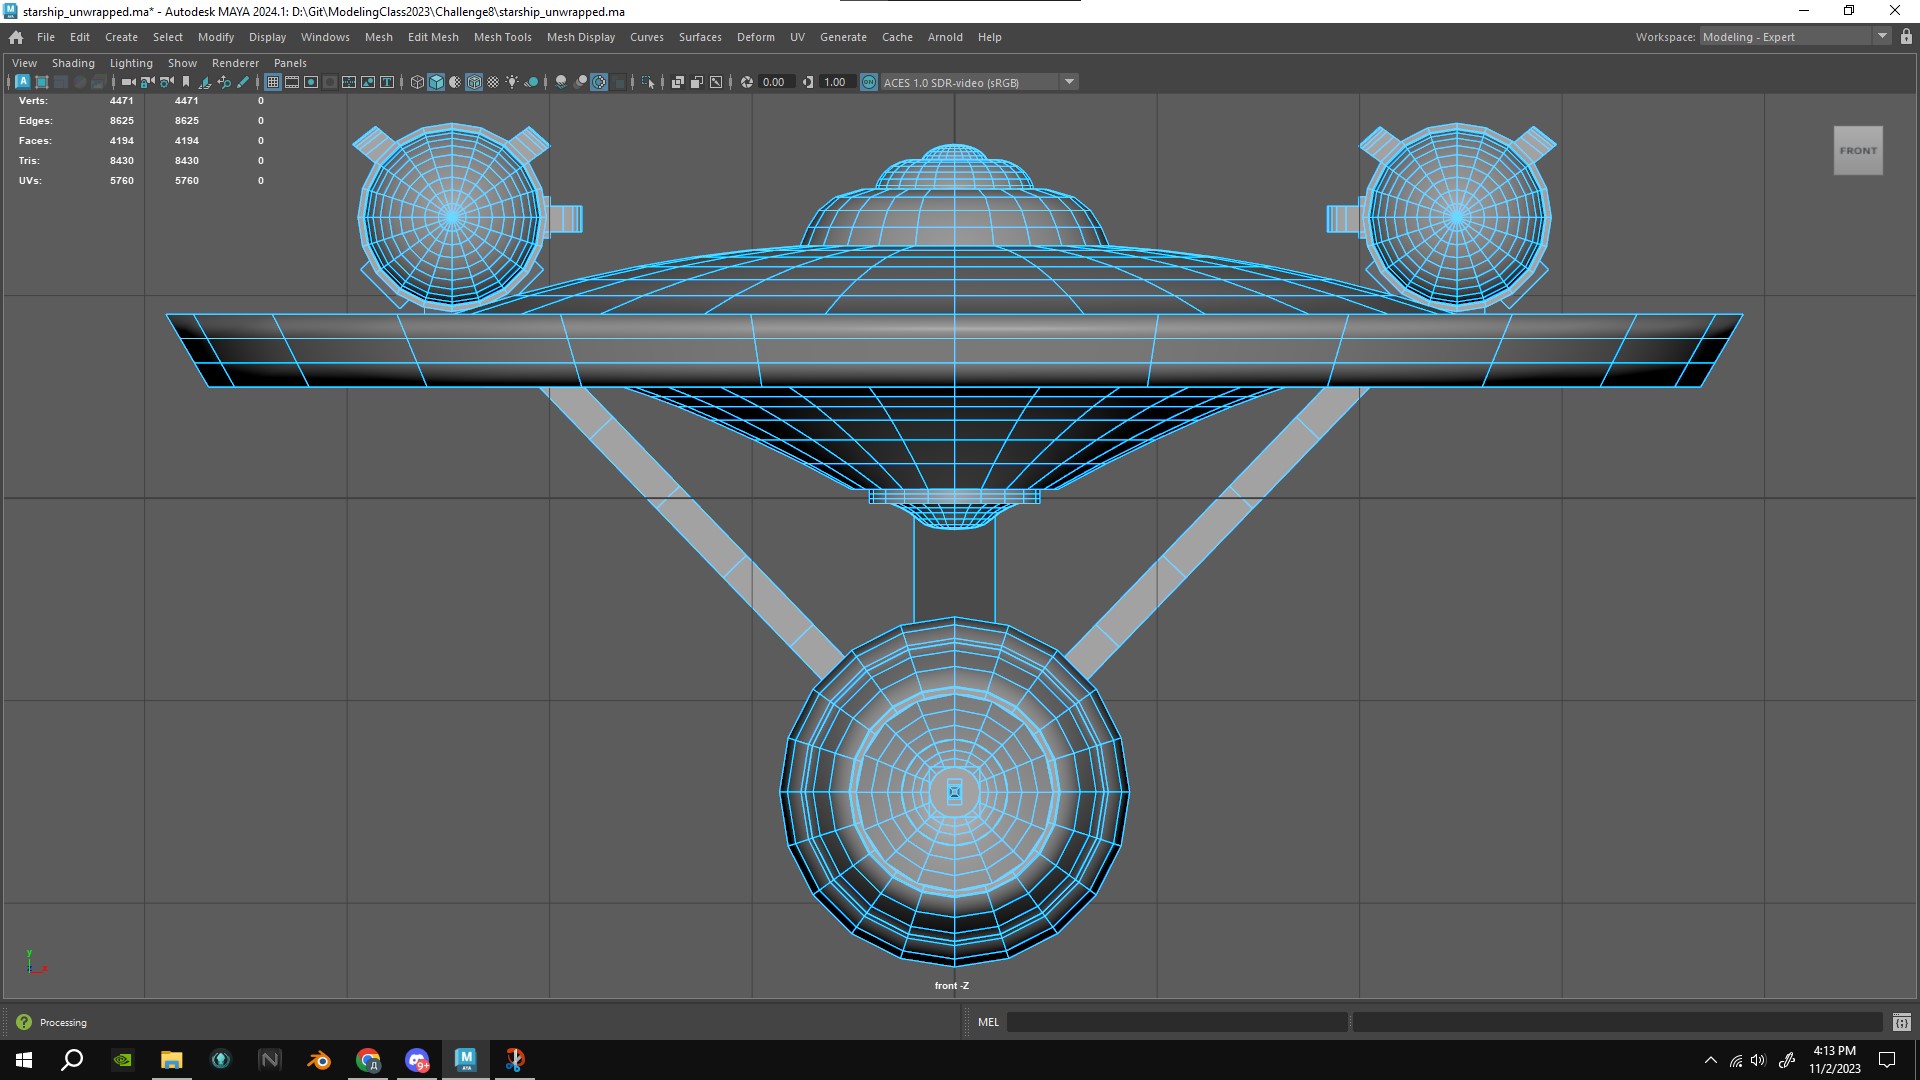 starship_unwrapped.ma* - Autodesk MAYA 2024.1: D:\Git\ModelingClass2023\Challenge8\starship_unwrapped.ma
File Edit Create Select Modify Display Windows Mesh Edit Mesh Mesh Tools Mesh Display Curves Surfaces Deform UV Generate Cache Arnold Help Workspace: Modeling - Expert
View Shading Lighting Show Renderer Panels
0.00 1.00 ACES 1.0 SDR-video (sRGB)
Verts: 4471 4471 0
Edges: 8625 8625 0
Faces: 4194 4194 0
Tris: 8430 8430 0
UVs: 5760 5760 0
FRONT
y
x
front -Z
Processing MEL
4:13 PM
11/2/2023